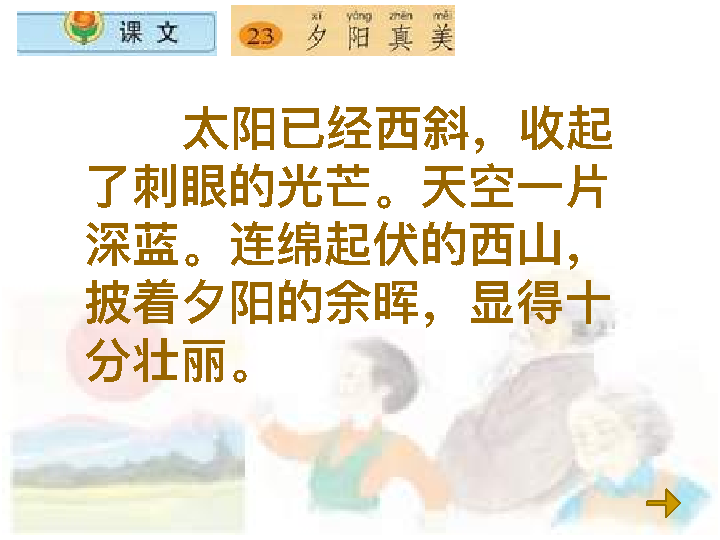 课文
xī yáng zhēn měi
23 夕阳真美
太阳已经西斜，收起
了刺眼的光芒。天空一片
深蓝。连绵起伏的西山，
披着夕阳的余晖，显得十
分壮丽。